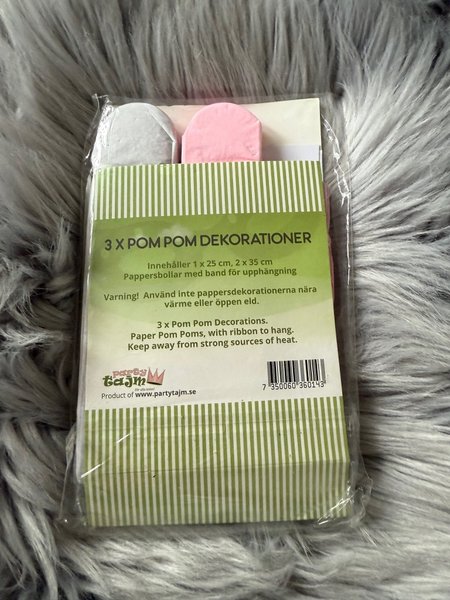 3 X POM POM DEKORATIONER
Innehåller 1 x 25 cm, 2 x 35 cm
Pappersbollar med band för upphängning
Varning! Använd inte pappersdekorationerna nära
värme eller öppen eld.
3 x Pom Pom Decorations.
Paper Pom Poms, with ribbon to hang.
Keep away from strong sources of heat.
party
tajm
Product of www.partytajm.se
7 350060 360143